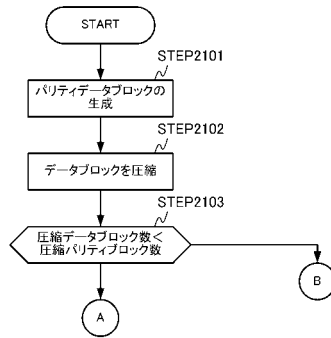 START
STEP2101
パリティデータブロックの
生成
STEP2102
データブロックを圧縮
STEP2103
圧縮データブロック数<
圧縮パリティブロック数
B
A